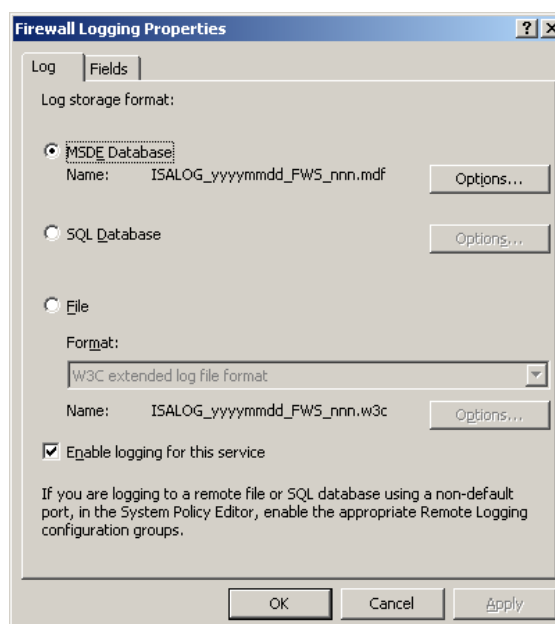 Firewall Logging Properties
Log Fields
Log storage format:
MSDE Database
Name: ISALOG_yyyymmdd_FWS_nnn.mdf Options...
SQL Database Options...
File
Format:
W3C extended log file format
Name: ISALOG_yyyymmdd_FWS_nnn.w3c Options...
Enable logging for this service
If you are logging to a remote file or SQL database using a non-default
port, in the System Policy Editor, enable the appropriate Remote Logging
configuration groups.
OK Cancel Apply